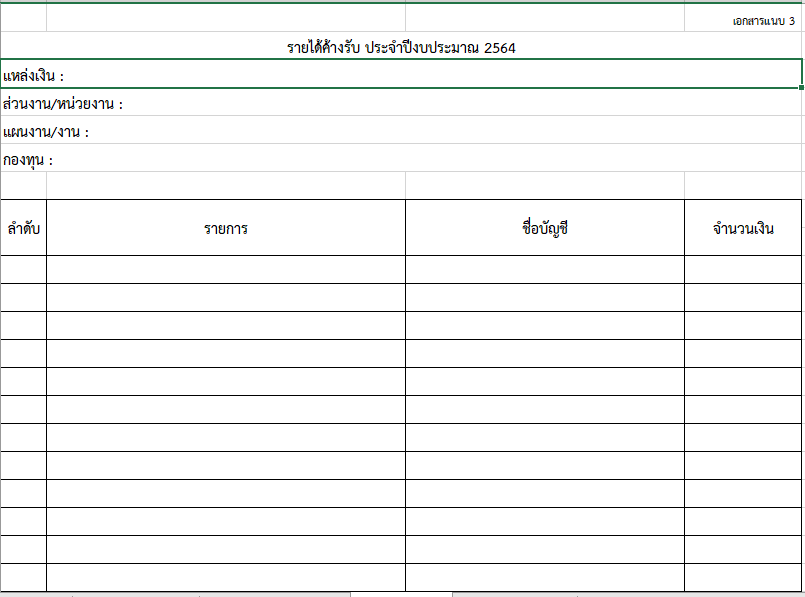 เอกสารแนบ 3
รายได้ค้างรับ ประจำปีงบประมาณ 2564
แหล่งเงิน :
ส่วนงาน/หน่วยงาน :
แผนงาน/งาน :
กองทุน :
ลำดับ รายการ ชื่อบัญชี จำนวนเงิน